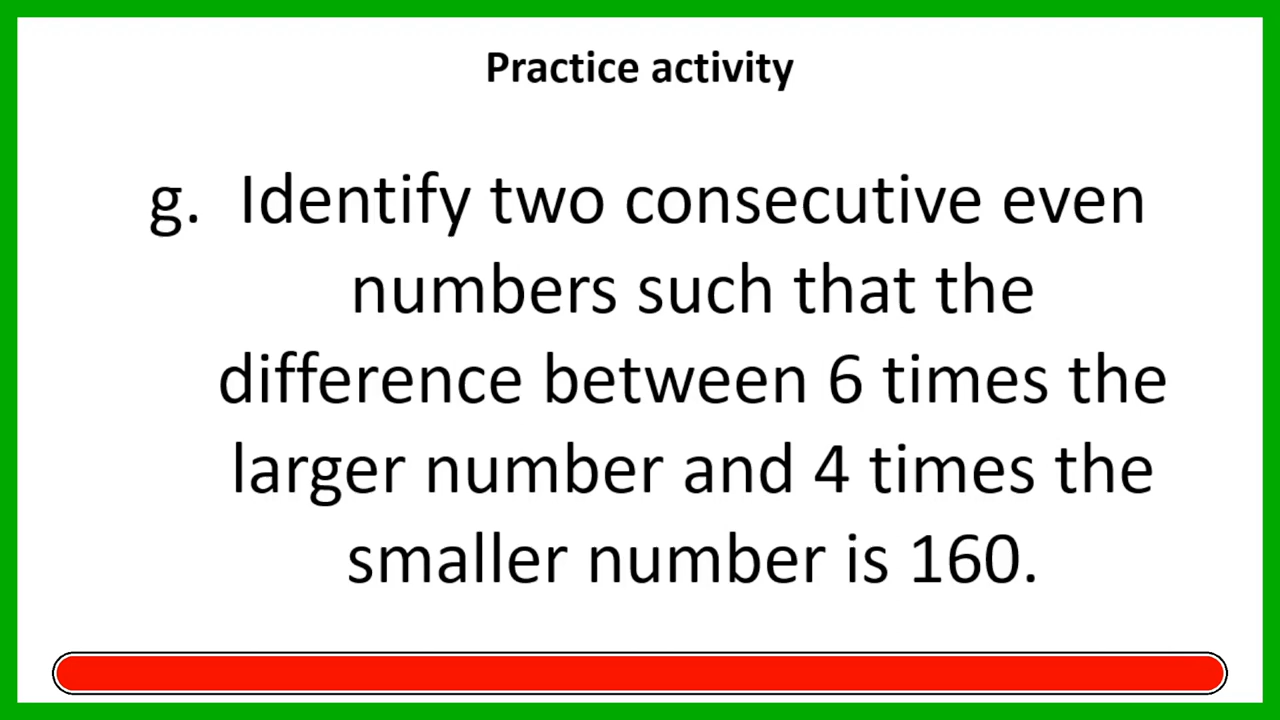 Practice activity
g. Identify two consecutive even
numbers such that the
difference between 6 times the
larger number and 4 times the
smaller number is 160.